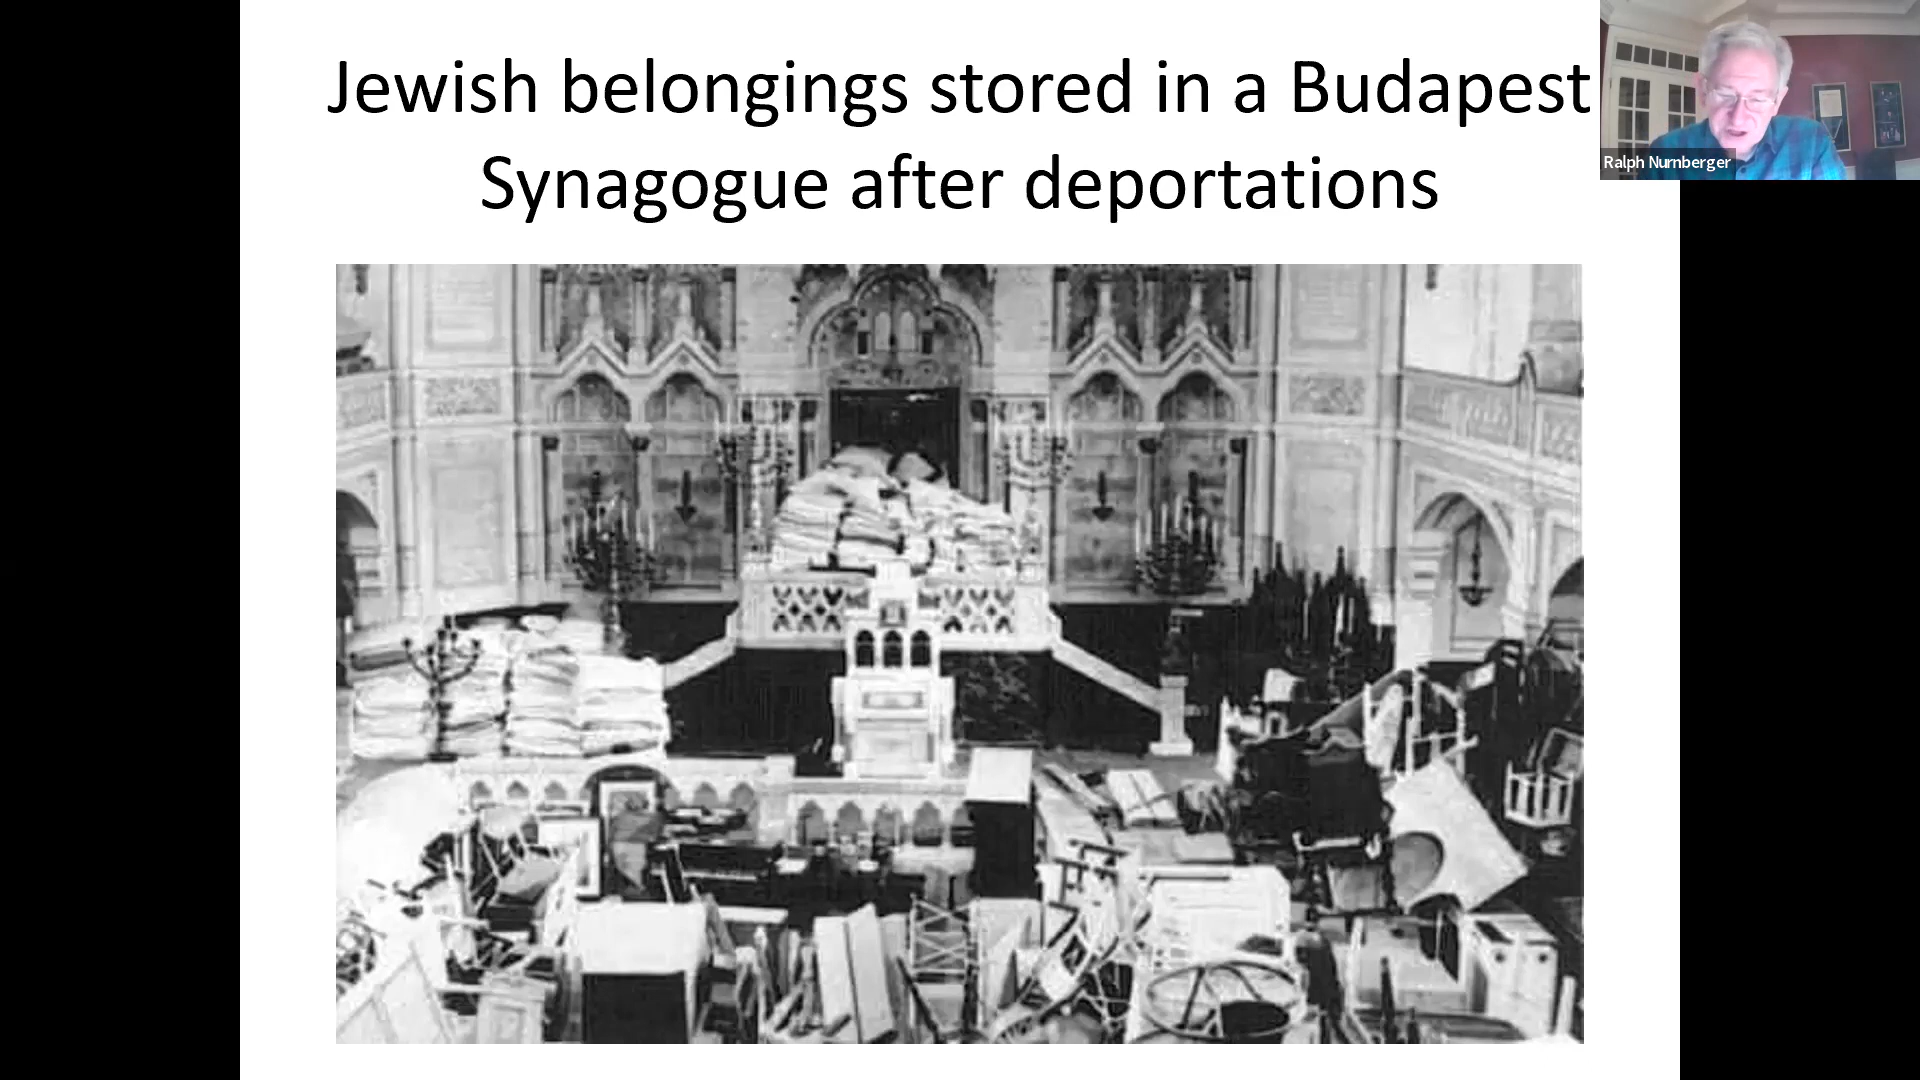 Jewish belongings stored in a Budapest
Synagogue after deportations
Ralph Nurnberger